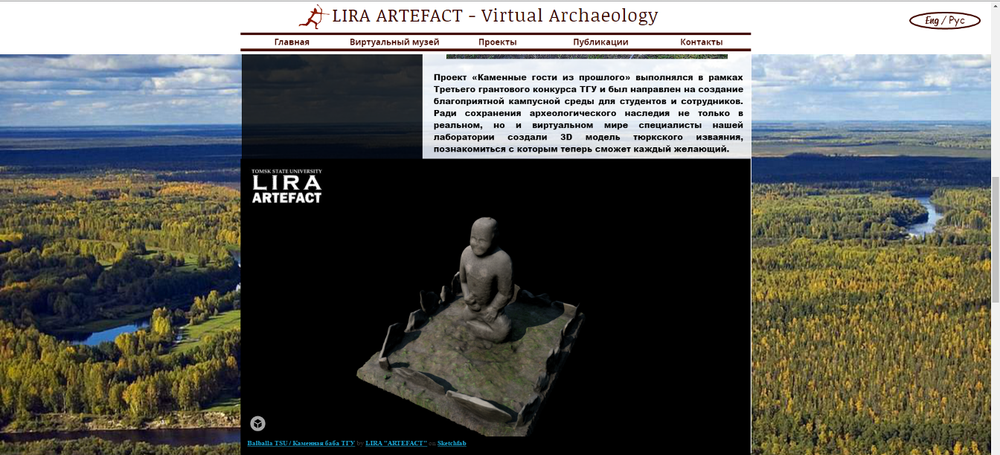 LIRA ARTEFACT - Virtual Archaeology
Eng / Рус
Главная Виртуальный музей Проекты Публикации Контакты
Проект «Каменные гости из прошлого» выполнялся в рамках
Третьего грантового конкурса ТГУ и был направлен на создание
благоприятной кампусной среды для студентов и сотрудников.
Ради сохранения археологического наследия не только в
реальном, но и виртуальном мире специалисты нашей
лаборатории создали 3D модель тюркского изваяния,
познакомиться с которым теперь сможет каждый желающий.
TOMSK STATE UNIVERSITY
LIRA
ARTEFACT
Balballa TSU / Каменная баба ТГУ by LIRA "ARTEFACT" on Sketchfab